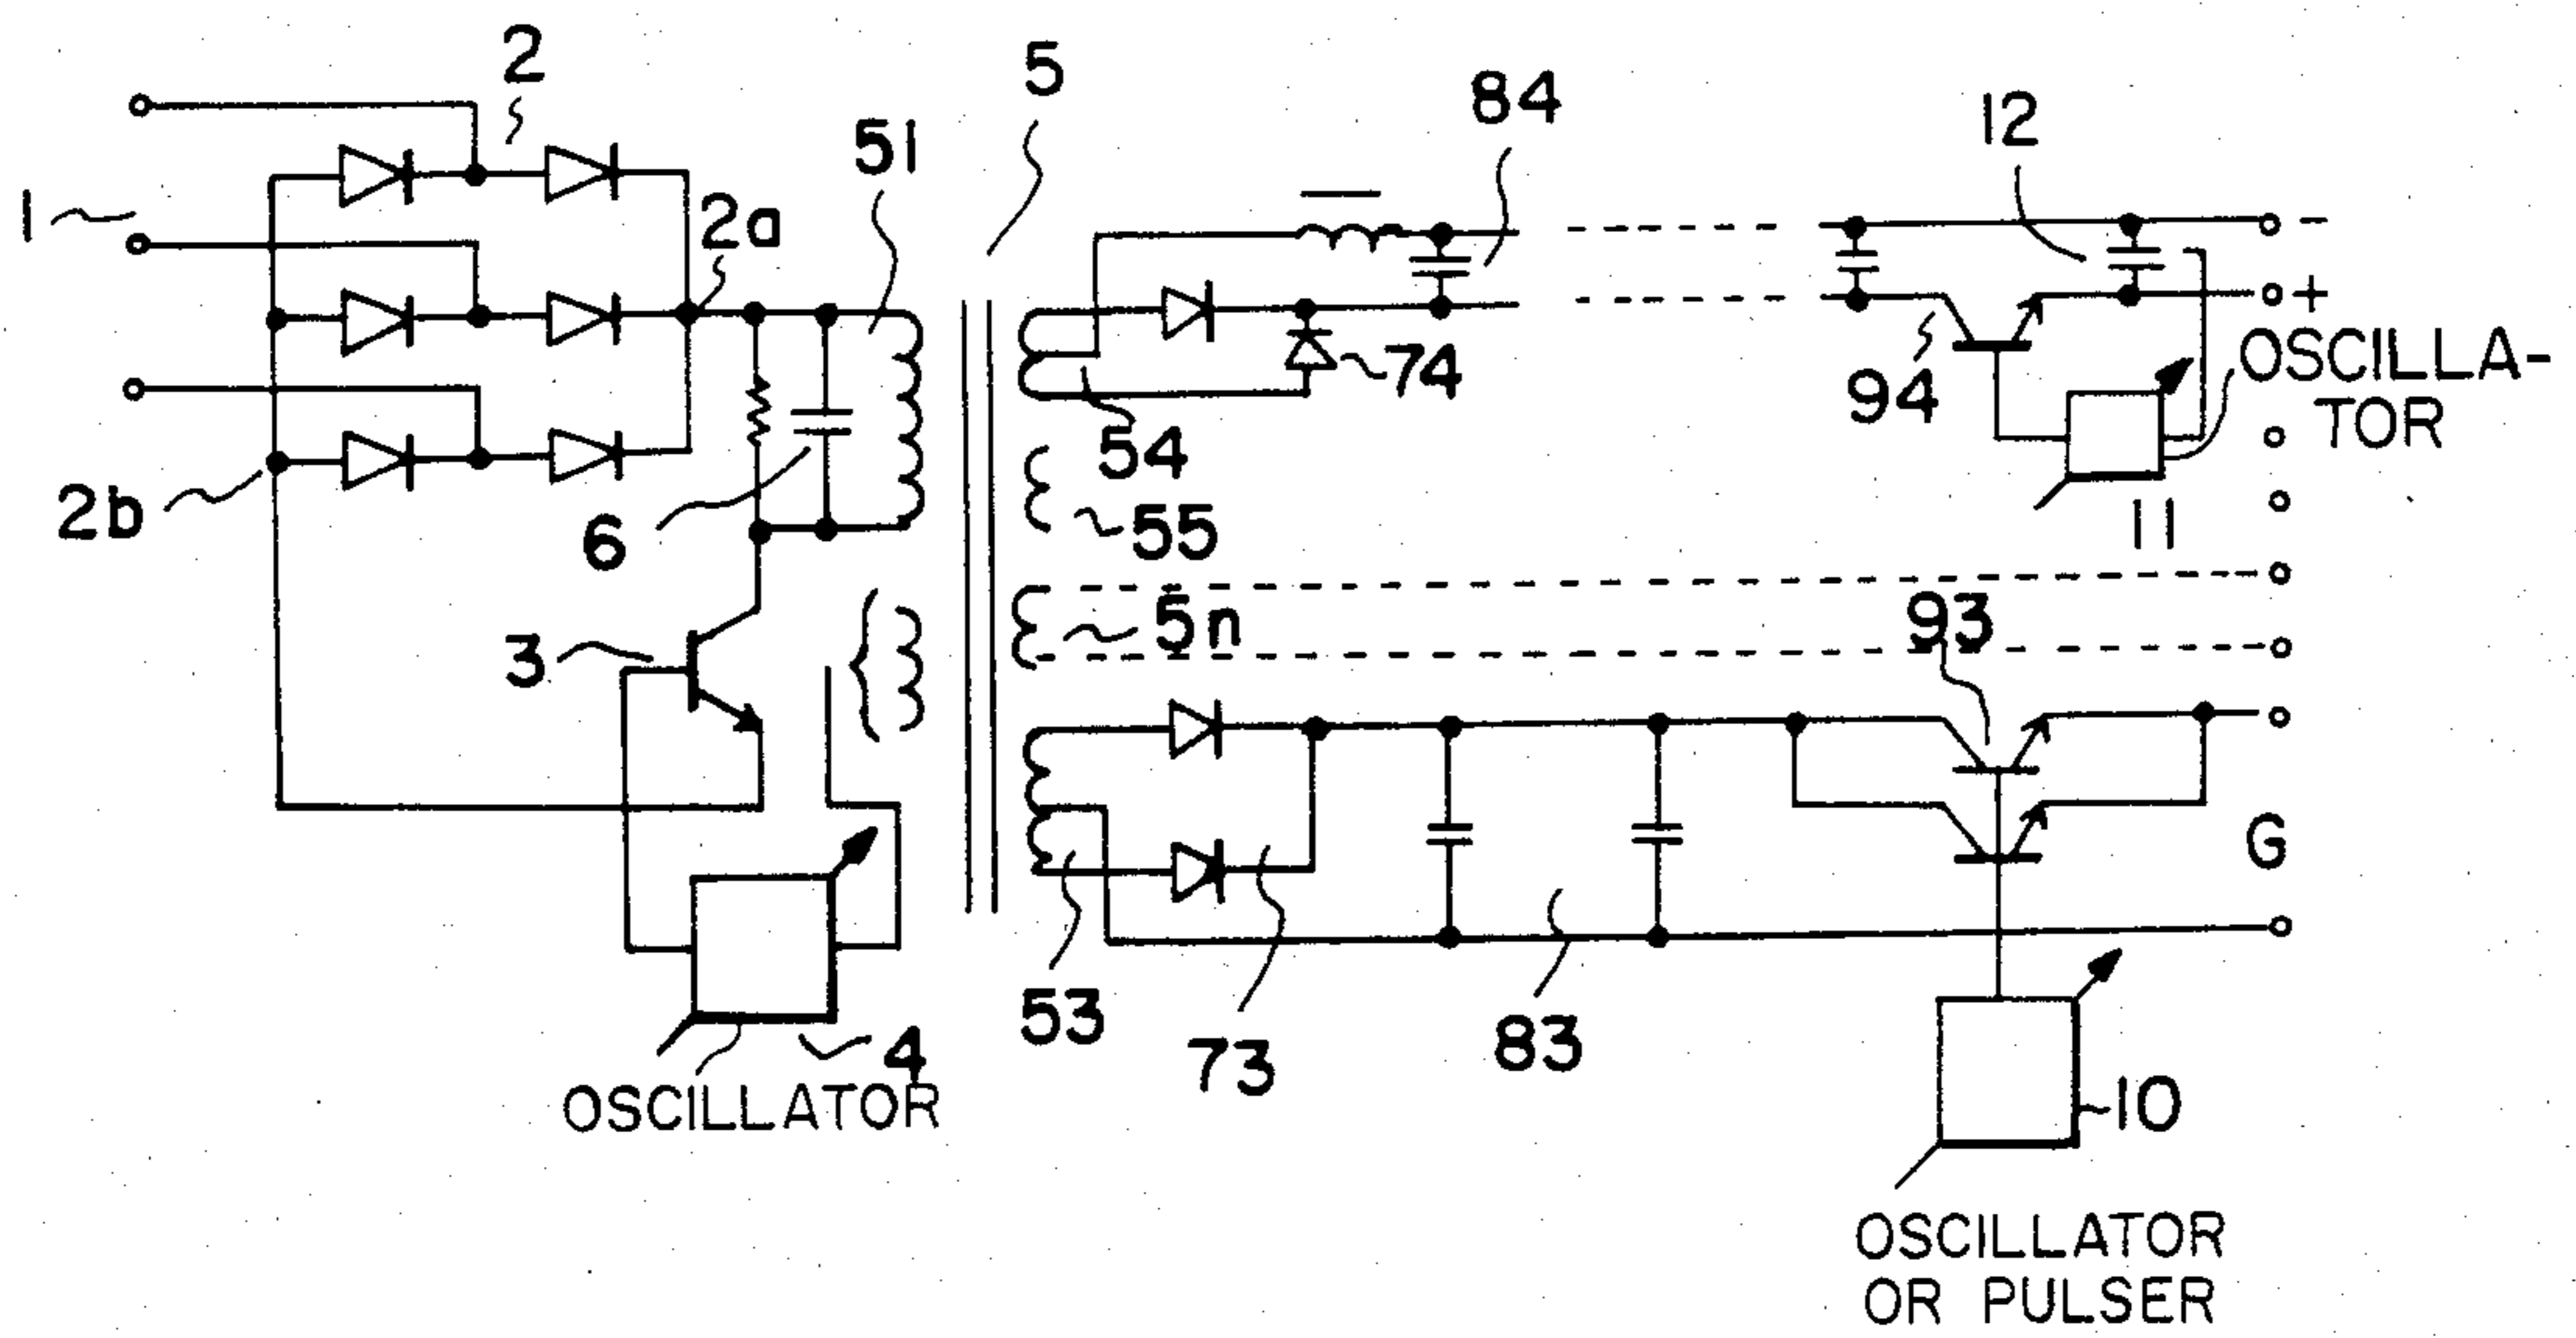 2
5
84
12
51
1
2a
-
+
74
OSCILLA-
TOR
94
54
2b
6
55
11
5n
93
3
G
53
73
83
4
OSCILLATOR
10
OSCILLATOR
OR PULSER